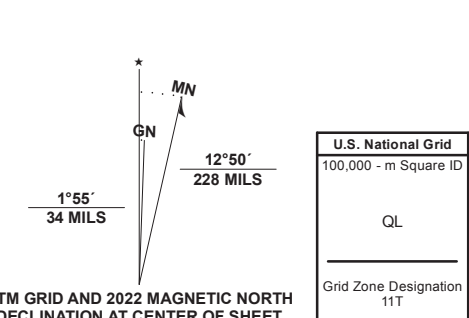 ★
MN
GN
12°50´
228 MILS
1°55´
34 MILS
TM GRID AND 2022 MAGNETIC NORTH
DECLINATION AT CENTER OF SHEET
U.S. National Grid
100,000 - m Square ID
QL
Grid Zone Designation
11T